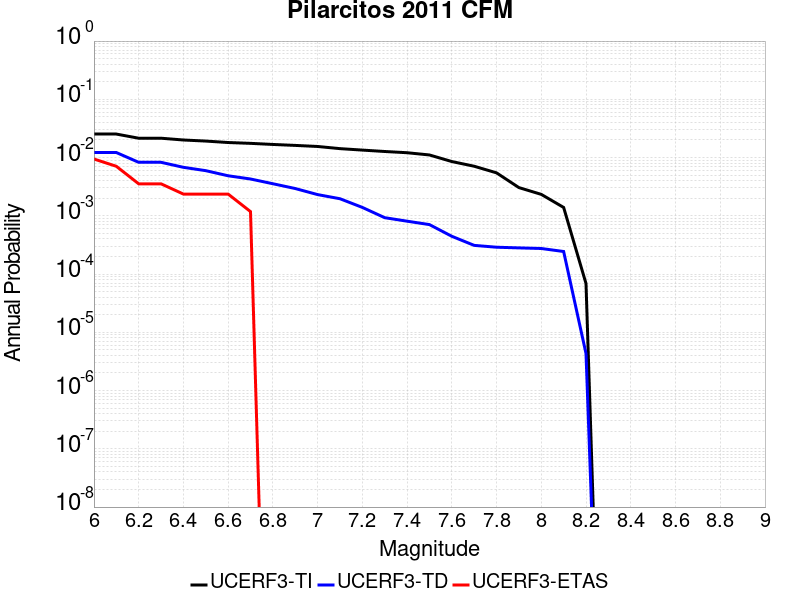 Pilarcitos 2011 CFM
10^0
10^-1
10^-2
10^-3
10^-4
10^-5
10^-6
10^-7
10^-8
Annual Probability
6 6.2 6.4 6.6 6.8 7 7.2 7.4 7.6 7.8 8 8.2 8.4 8.6 8.8 9
Magnitude
UCERF3-TI UCERF3-TD UCERF3-ETAS